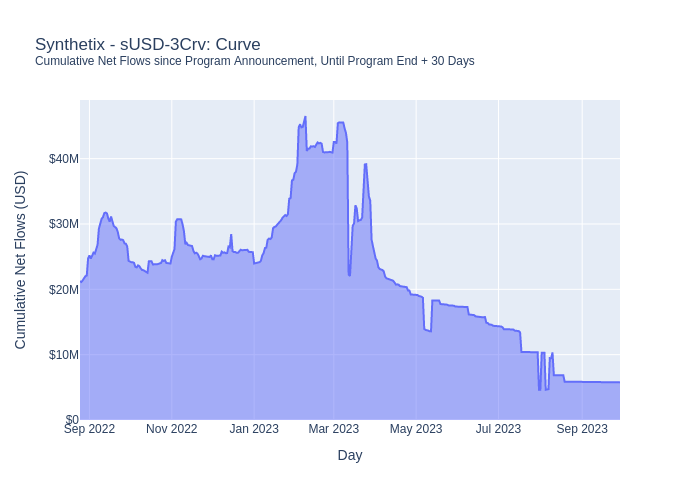 Synthetix - sUSD-3Crv: Curve
Cumulative Net Flows since Program Announcement, Until Program End + 30 Days
Cumulative Net Flows (USD)
$40M
$30M
$20M
$10M
$0
Sep 2022 Nov 2022 Jan 2023 Mar 2023 May 2023 Jul 2023 Sep 2023
Day